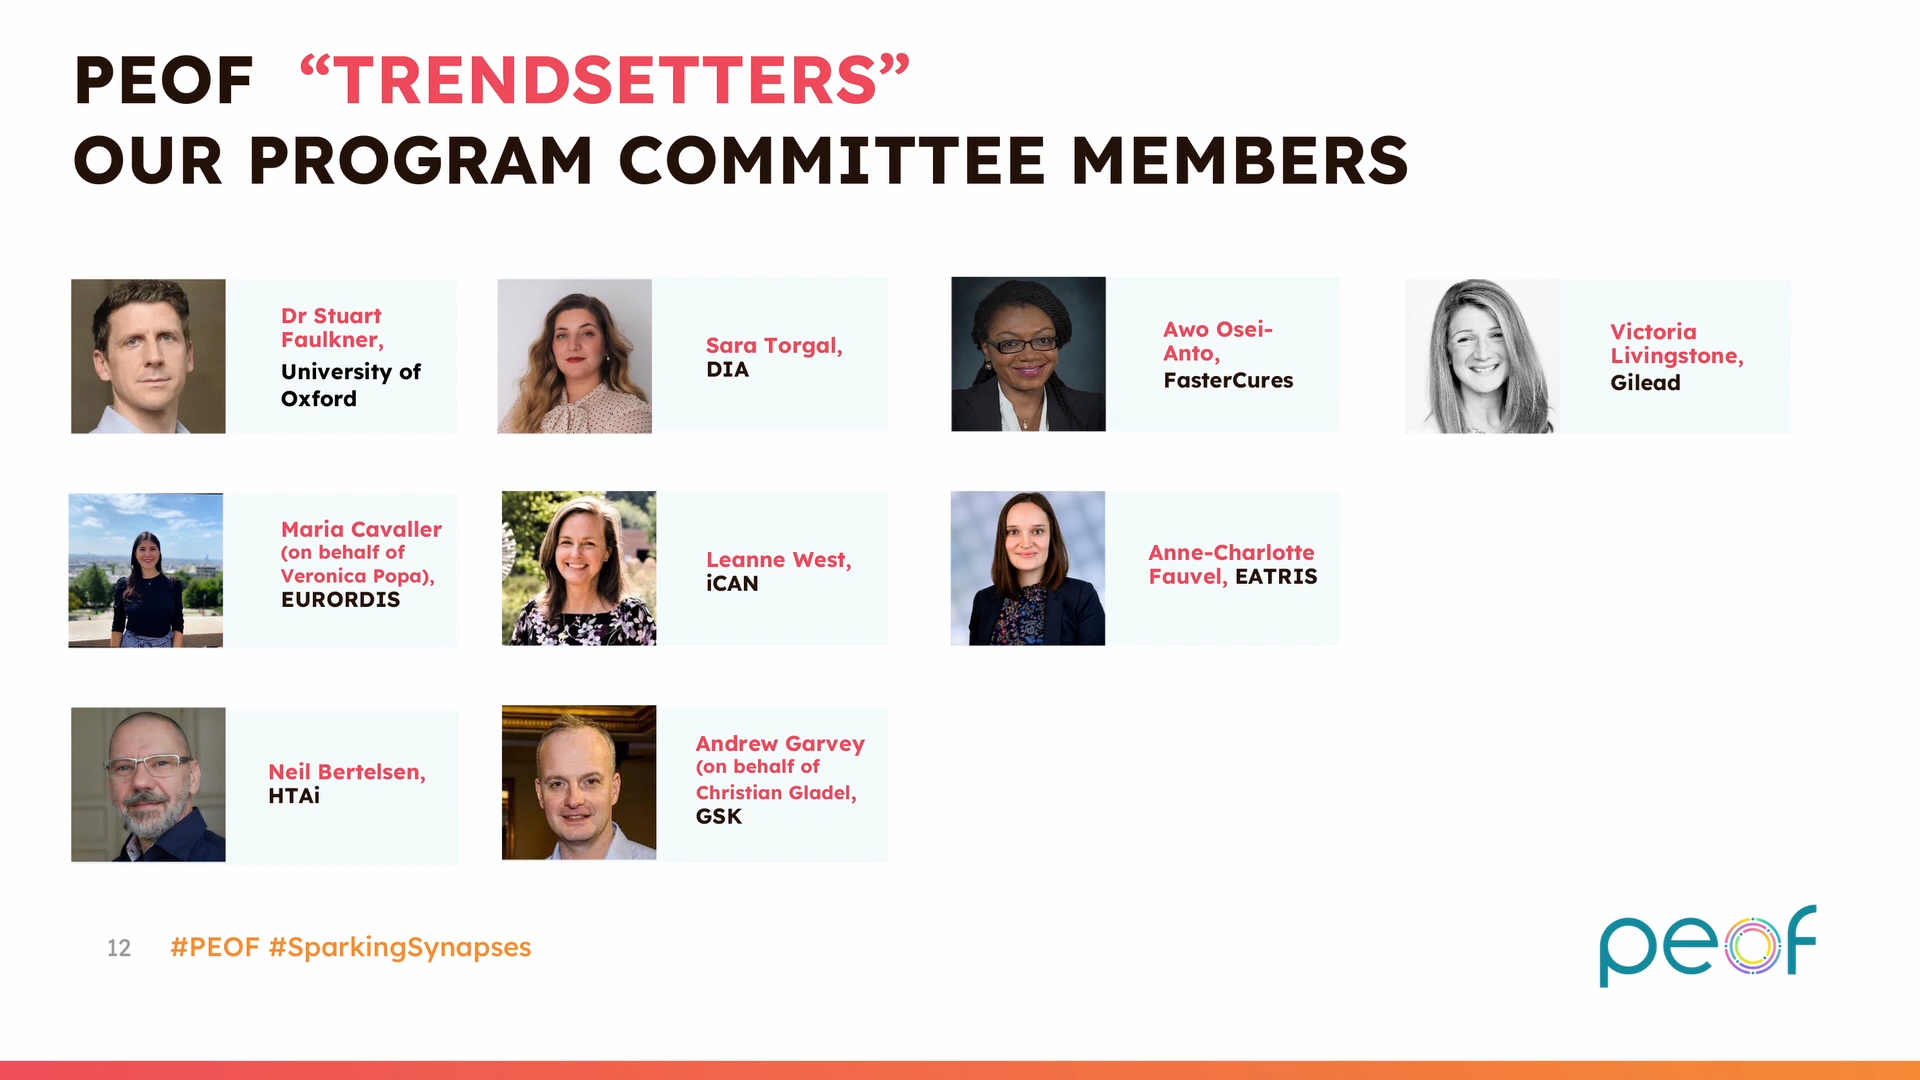 PEOF “TRENDSETTERS”
OUR PROGRAM COMMITTEE MEMBERS
Dr Stuart
Faulkner,
University of
Oxford
Sara Torgal,
DIA
Awo Osei-
Anto,
FasterCures
Victoria
Livingstone,
Gilead
Maria Cavaller
(on behalf of
Veronica Popa),
EURORDIS
Leanne West,
iCAN
Anne-Charlotte
Fauvel, EATRIS
Neil Bertelsen,
HTAi
Andrew Garvey
(on behalf of
Christian Gladel,
GSK
12 #PEOF #SparkingSynapses
peof